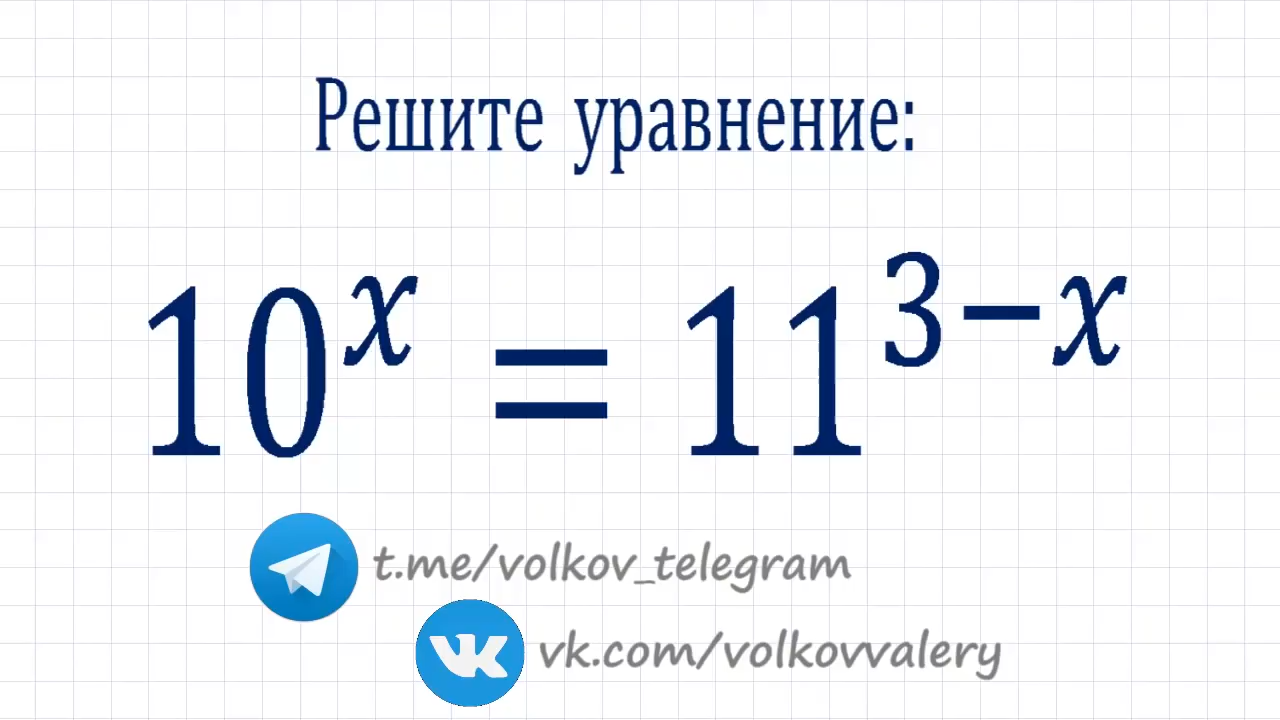 Решите уравнение:
10^x = 11^{3-x}
t.me/volkov_telegram
vk.com/volkovvalery